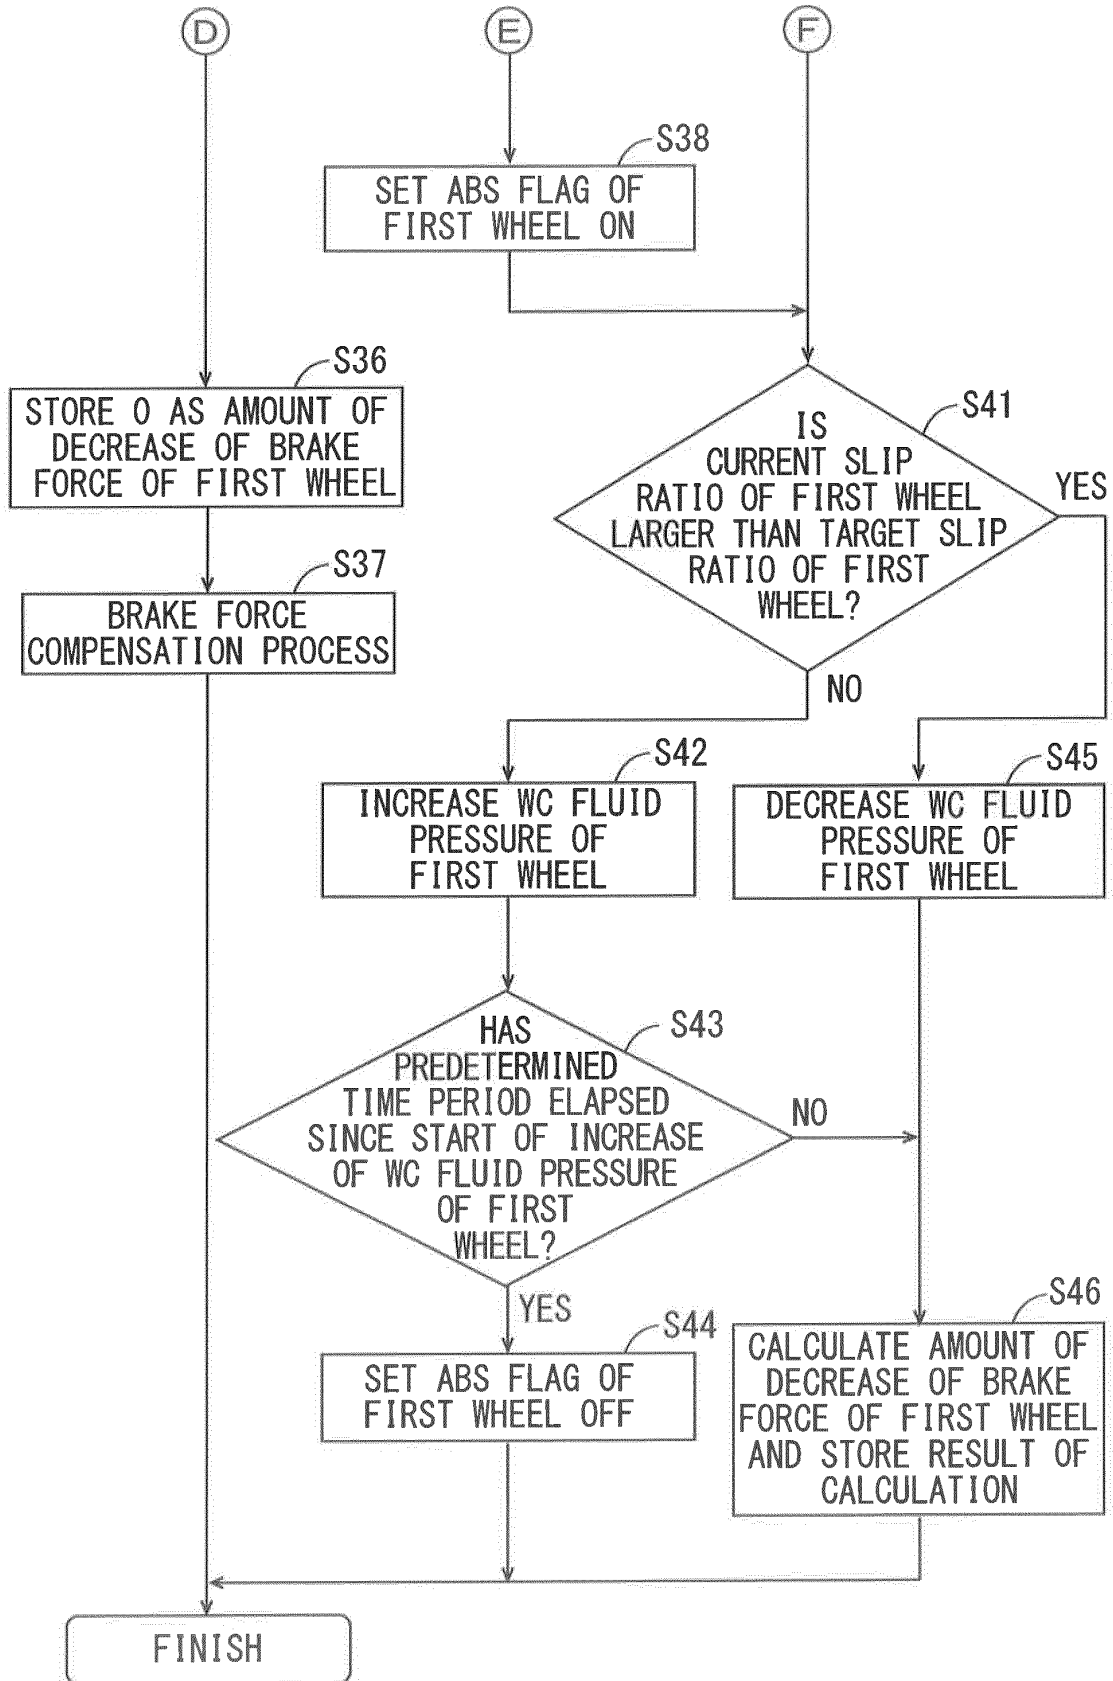 D
E
F
S38
SET ABS FLAG OF
FIRST WHEEL ON
S36
STORE 0 AS AMOUNT OF
DECREASE OF BRAKE
FORCE OF FIRST WHEEL
S41
IS
CURRENT SLIP
RATIO OF FIRST WHEEL
LARGER THAN TARGET SLIP
RATIO OF FIRST
WHEEL?
YES
NO
S37
BRAKE FORCE
COMPENSATION PROCESS
S42
INCREASE WC FLUID
PRESSURE OF
FIRST WHEEL
S45
DECREASE WC FLUID
PRESSURE OF
FIRST WHEEL
S43
HAS
PREDETERMINED
TIME PERIOD ELAPSED
SINCE START OF INCREASE
OF WC FLUID PRESSURE
OF FIRST
WHEEL?
NO
YES
S44
SET ABS FLAG OF
FIRST WHEEL OFF
S46
CALCULATE AMOUNT OF
DECREASE OF BRAKE
FORCE OF FIRST WHEEL
AND STORE RESULT OF
CALCULATION
FINISH